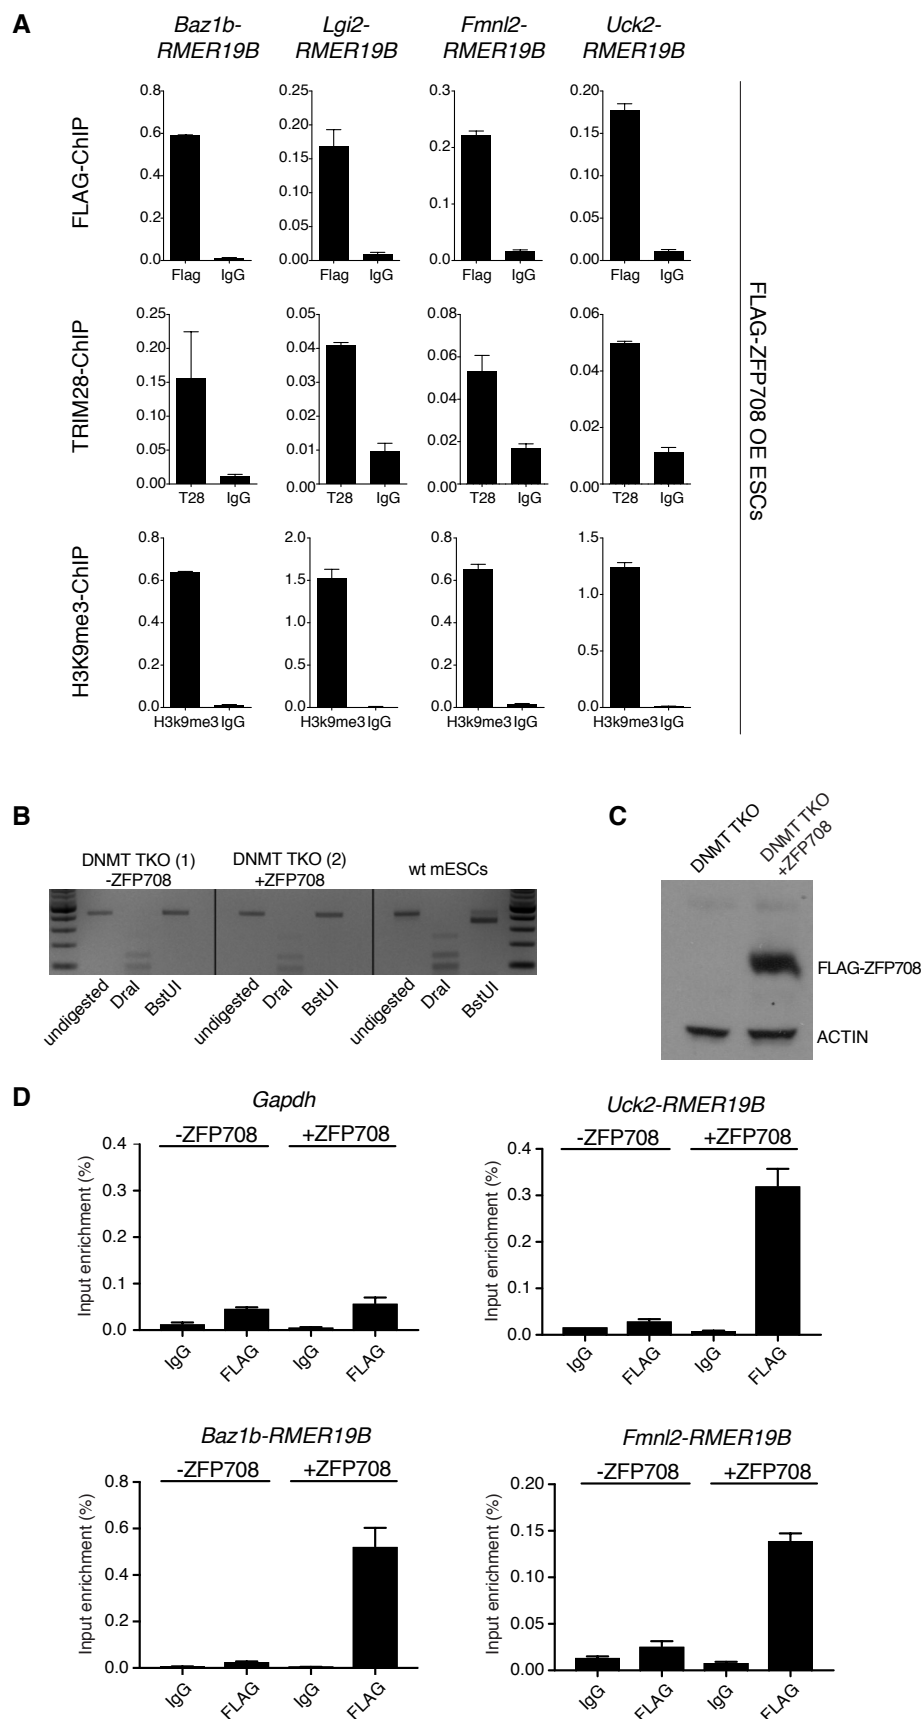 A
Baz1b-
RMER19B
Lgi2-
RMER19B
Fmnl2-
RMER19B
Uck2-
RMER19B
FLAG-ChIP
0.8
0.6
0.4
0.2
0.0
Flag IgG
0.25
0.20
0.15
0.10
0.05
0.00
Flag IgG
0.3
0.2
0.1
0.0
Flag IgG
0.20
0.15
0.10
0.05
0.00
Flag IgG
TRIM28-ChIP
0.25
0.20
0.15
0.10
0.05
0.00
T28 IgG
0.05
0.04
0.03
0.02
0.01
0.00
T28 IgG
0.08
0.06
0.04
0.02
0.00
T28 IgG
0.06
0.04
0.02
0.00
T28 IgG
H3K9me3-ChIP
0.8
0.6
0.4
0.2
0.0
H3k9me3 IgG
2.0
1.5
1.0
0.5
0.0
H3k9me3 IgG
0.8
0.6
0.4
0.2
0.0
H3k9me3 IgG
1.5
1.0
0.5
0.0
H3k9me3 IgG
FLAG-ZFP708 OE ESCs
B
DNMT TKO (1)
-ZFP708
DNMT TKO (2)
+ZFP708
wt mESCs
undigested
DraI
BstUI
undigested
DraI
BstUI
undigested
DraI
BstUI
C
DNMT TKO
DNMT TKO
+ZFP708
FLAG-ZFP708
ACTIN
D
Gapdh
-ZFP708 +ZFP708
Input enrichment (%)
0.4
0.3
0.2
0.1
0.0
IgG
FLAG
IgG
FLAG
Uck2-RMER19B
-ZFP708 +ZFP708
Input enrichment (%)
0.4
0.3
0.2
0.1
0.0
IgG
FLAG
IgG
FLAG
Baz1b-RMER19B
-ZFP708 +ZFP708
Input enrichment (%)
0.8
0.6
0.4
0.2
0.0
IgG
FLAG
IgG
FLAG
Fmnl2-RMER19B
-ZFP708 +ZFP708
Input enrichment (%)
0.20
0.15
0.10
0.05
0.00
IgG
FLAG
IgG
FLAG